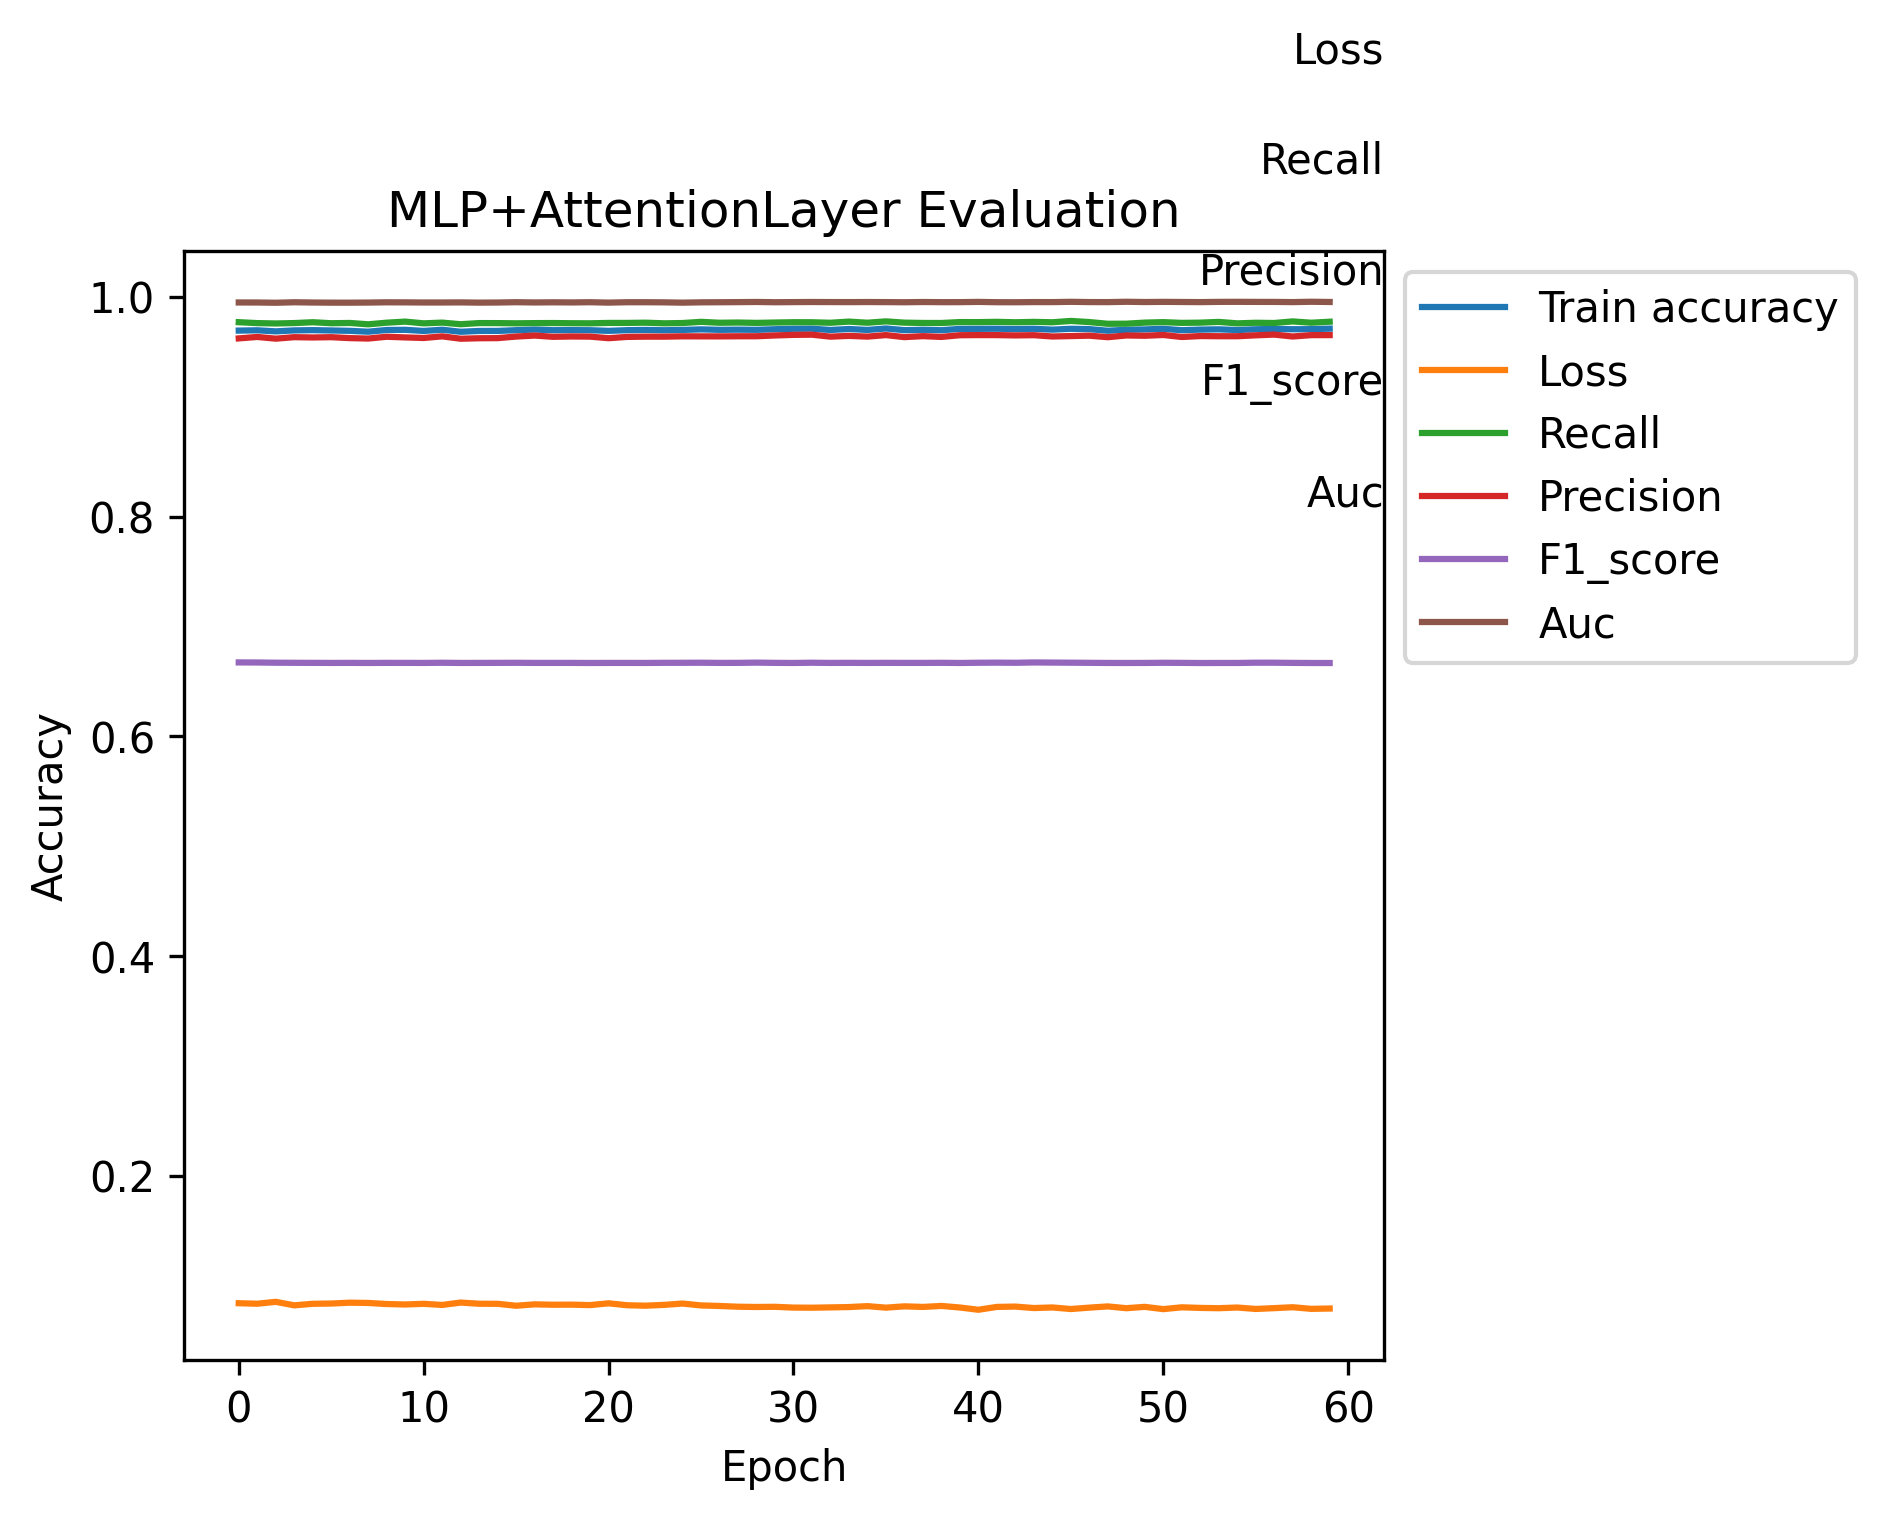 Loss
Recall
MLP+AttentionLayer Evaluation
Precision
F1_score
Auc
1.0
0.8
0.6
0.4
0.2
Accuracy
0 10 20 30 40 50 60
Epoch
Train accuracy
Loss
Recall
Precision
F1_score
Auc